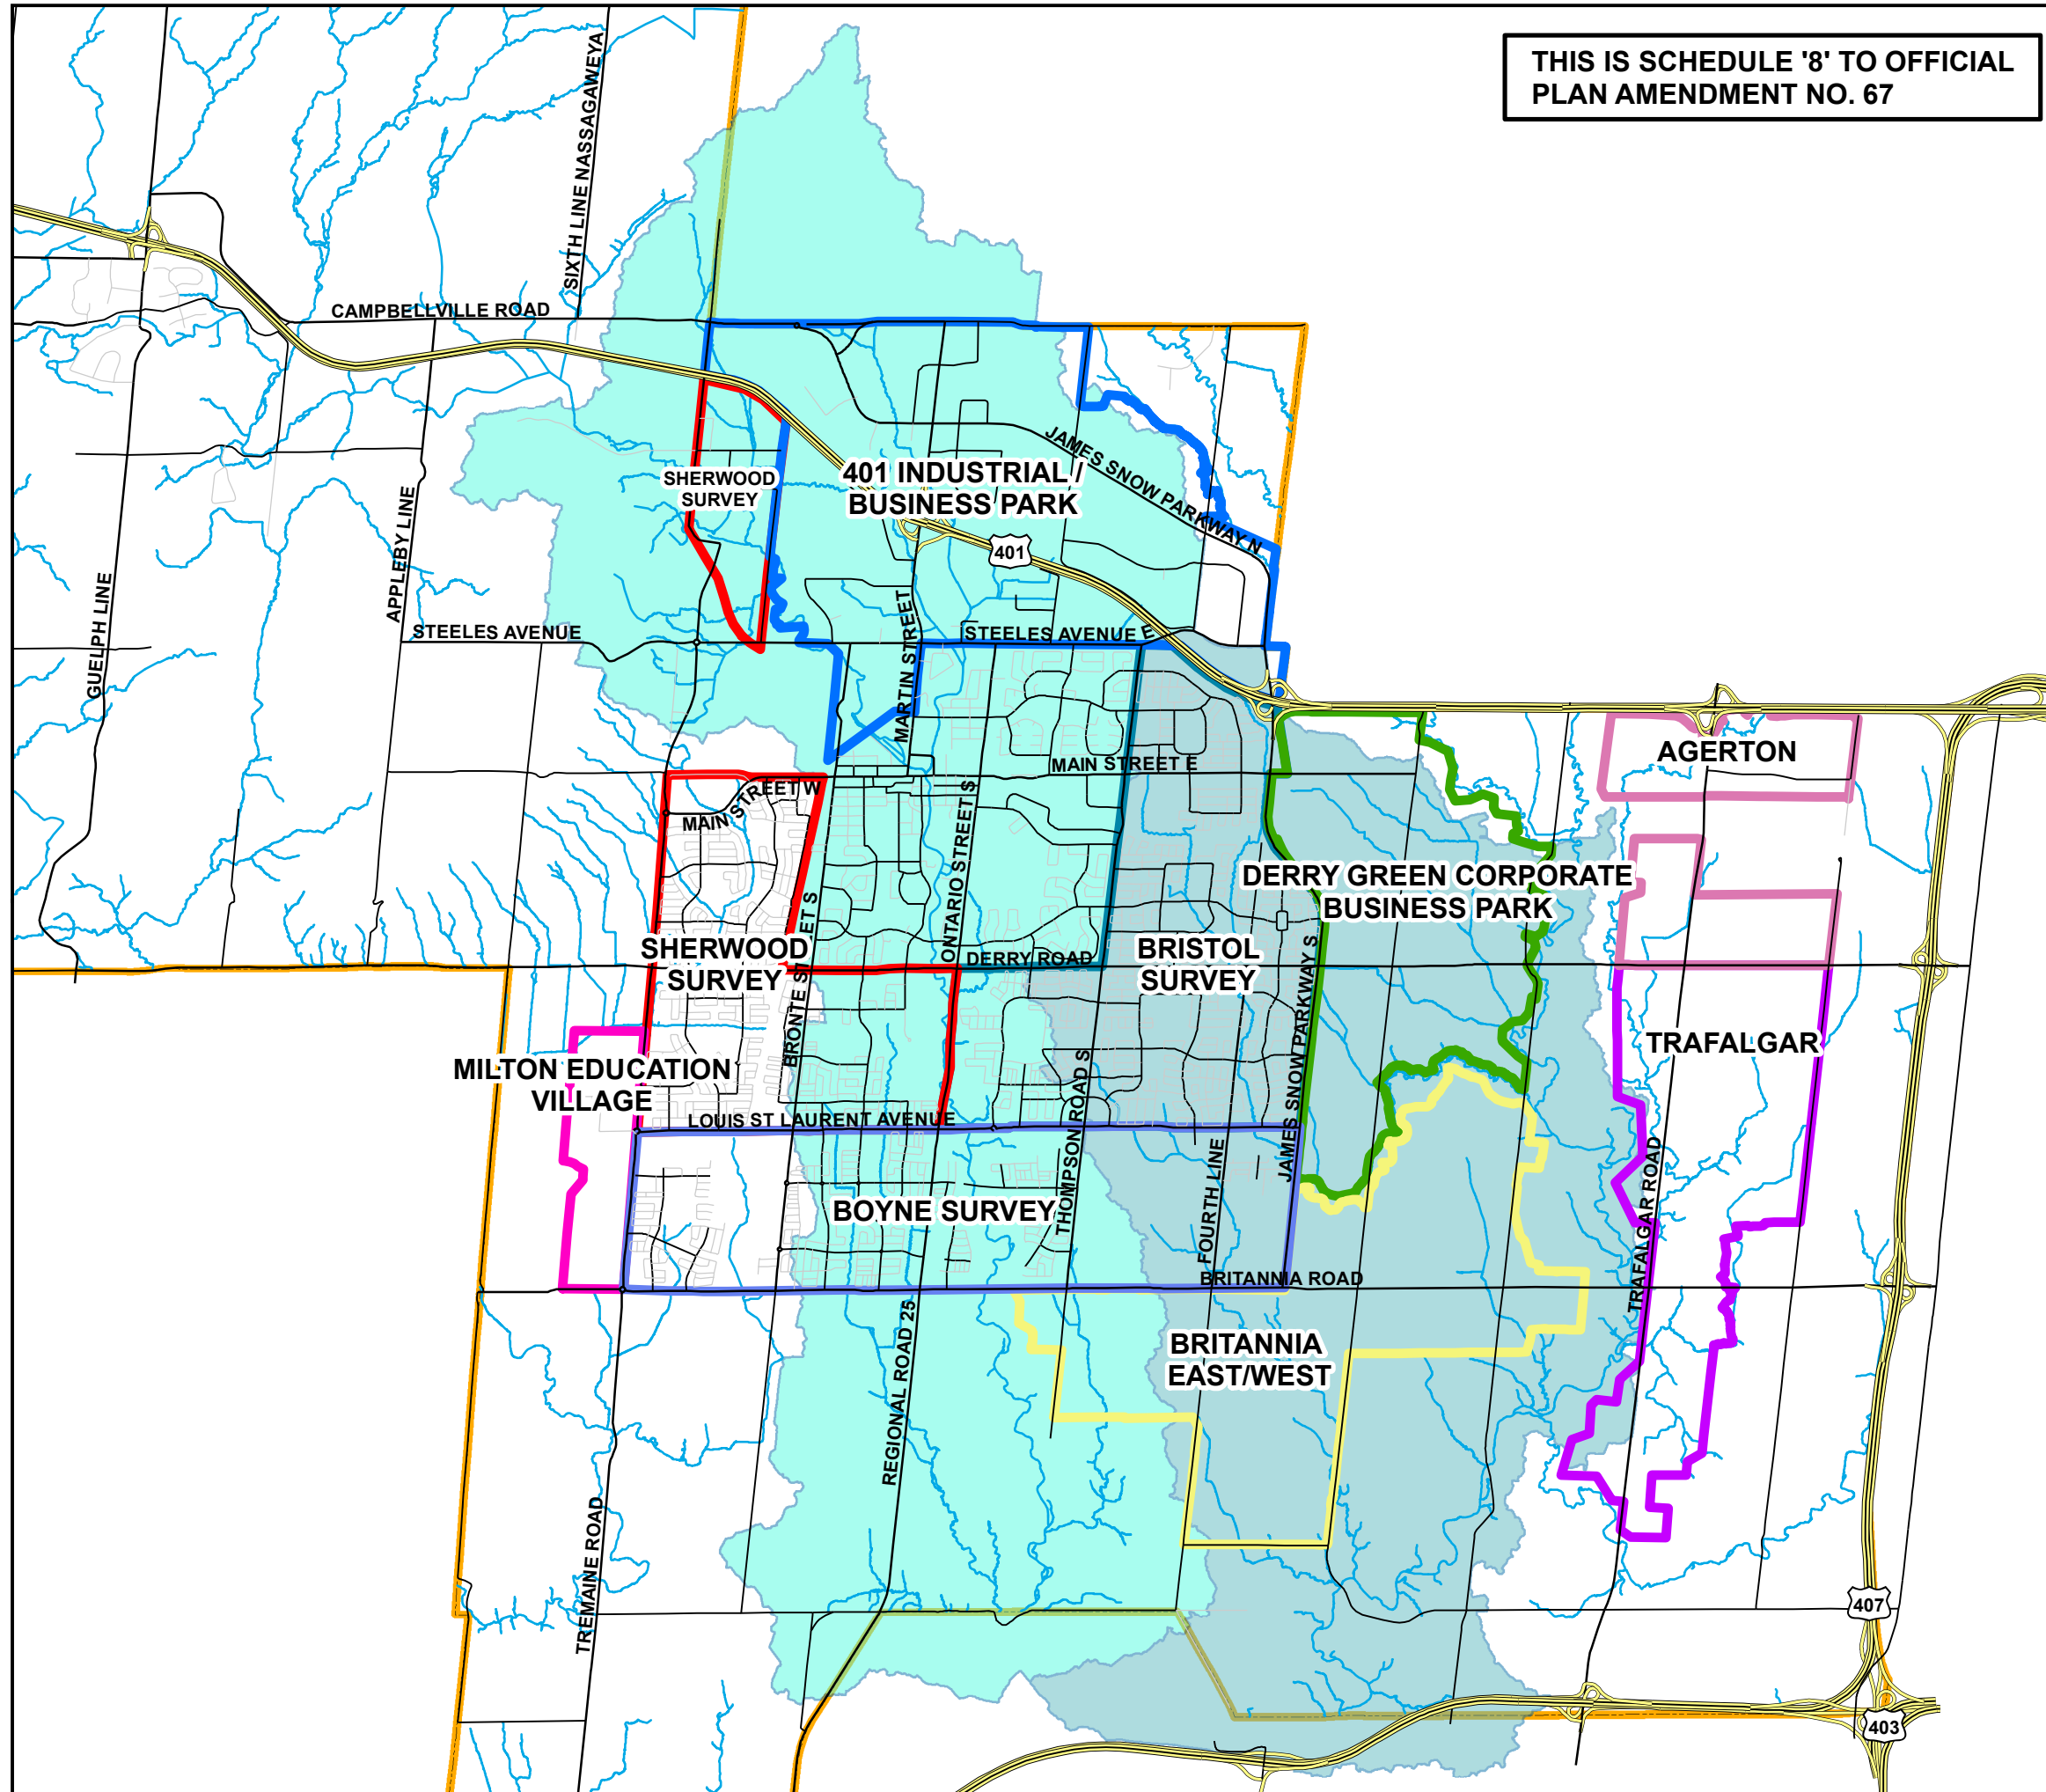 THIS IS SCHEDULE '8' TO OFFICIAL
PLAN AMENDMENT NO. 67
SIXTH LINE NASSAGAWEYA
CAMPBELLVILLE ROAD
JAMES SNOW PARKWAY N
SHERWOOD
SURVEY
401 INDUSTRIAL /
BUSINESS PARK
401
APPLEBY LINE
GUELPH LINE
STEELES AVENUE
MARTIN STREET
STEELES AVENUE E
AGERTON
MAIN STREET E
MAIN STREET W
ONTARIO STREET S
DERRY GREEN CORPORATE
BUSINESS PARK
BRONTE STREET S
SHERWOOD
SURVEY
DERRY ROAD
BRISTOL
SURVEY
JAMES SNOW PARKWAY S
TRAFALGAR
MILTON EDUCATION
VILLAGE
THOMPSON ROAD S
LOUIS ST LAURENT AVENUE
FOURTH LINE
TRAFALGAR ROAD
BOYNE SURVEY
BRITANNIA ROAD
REGIONAL ROAD 25
BRITANNIA
EAST/WEST
TREMAINE ROAD
407
403